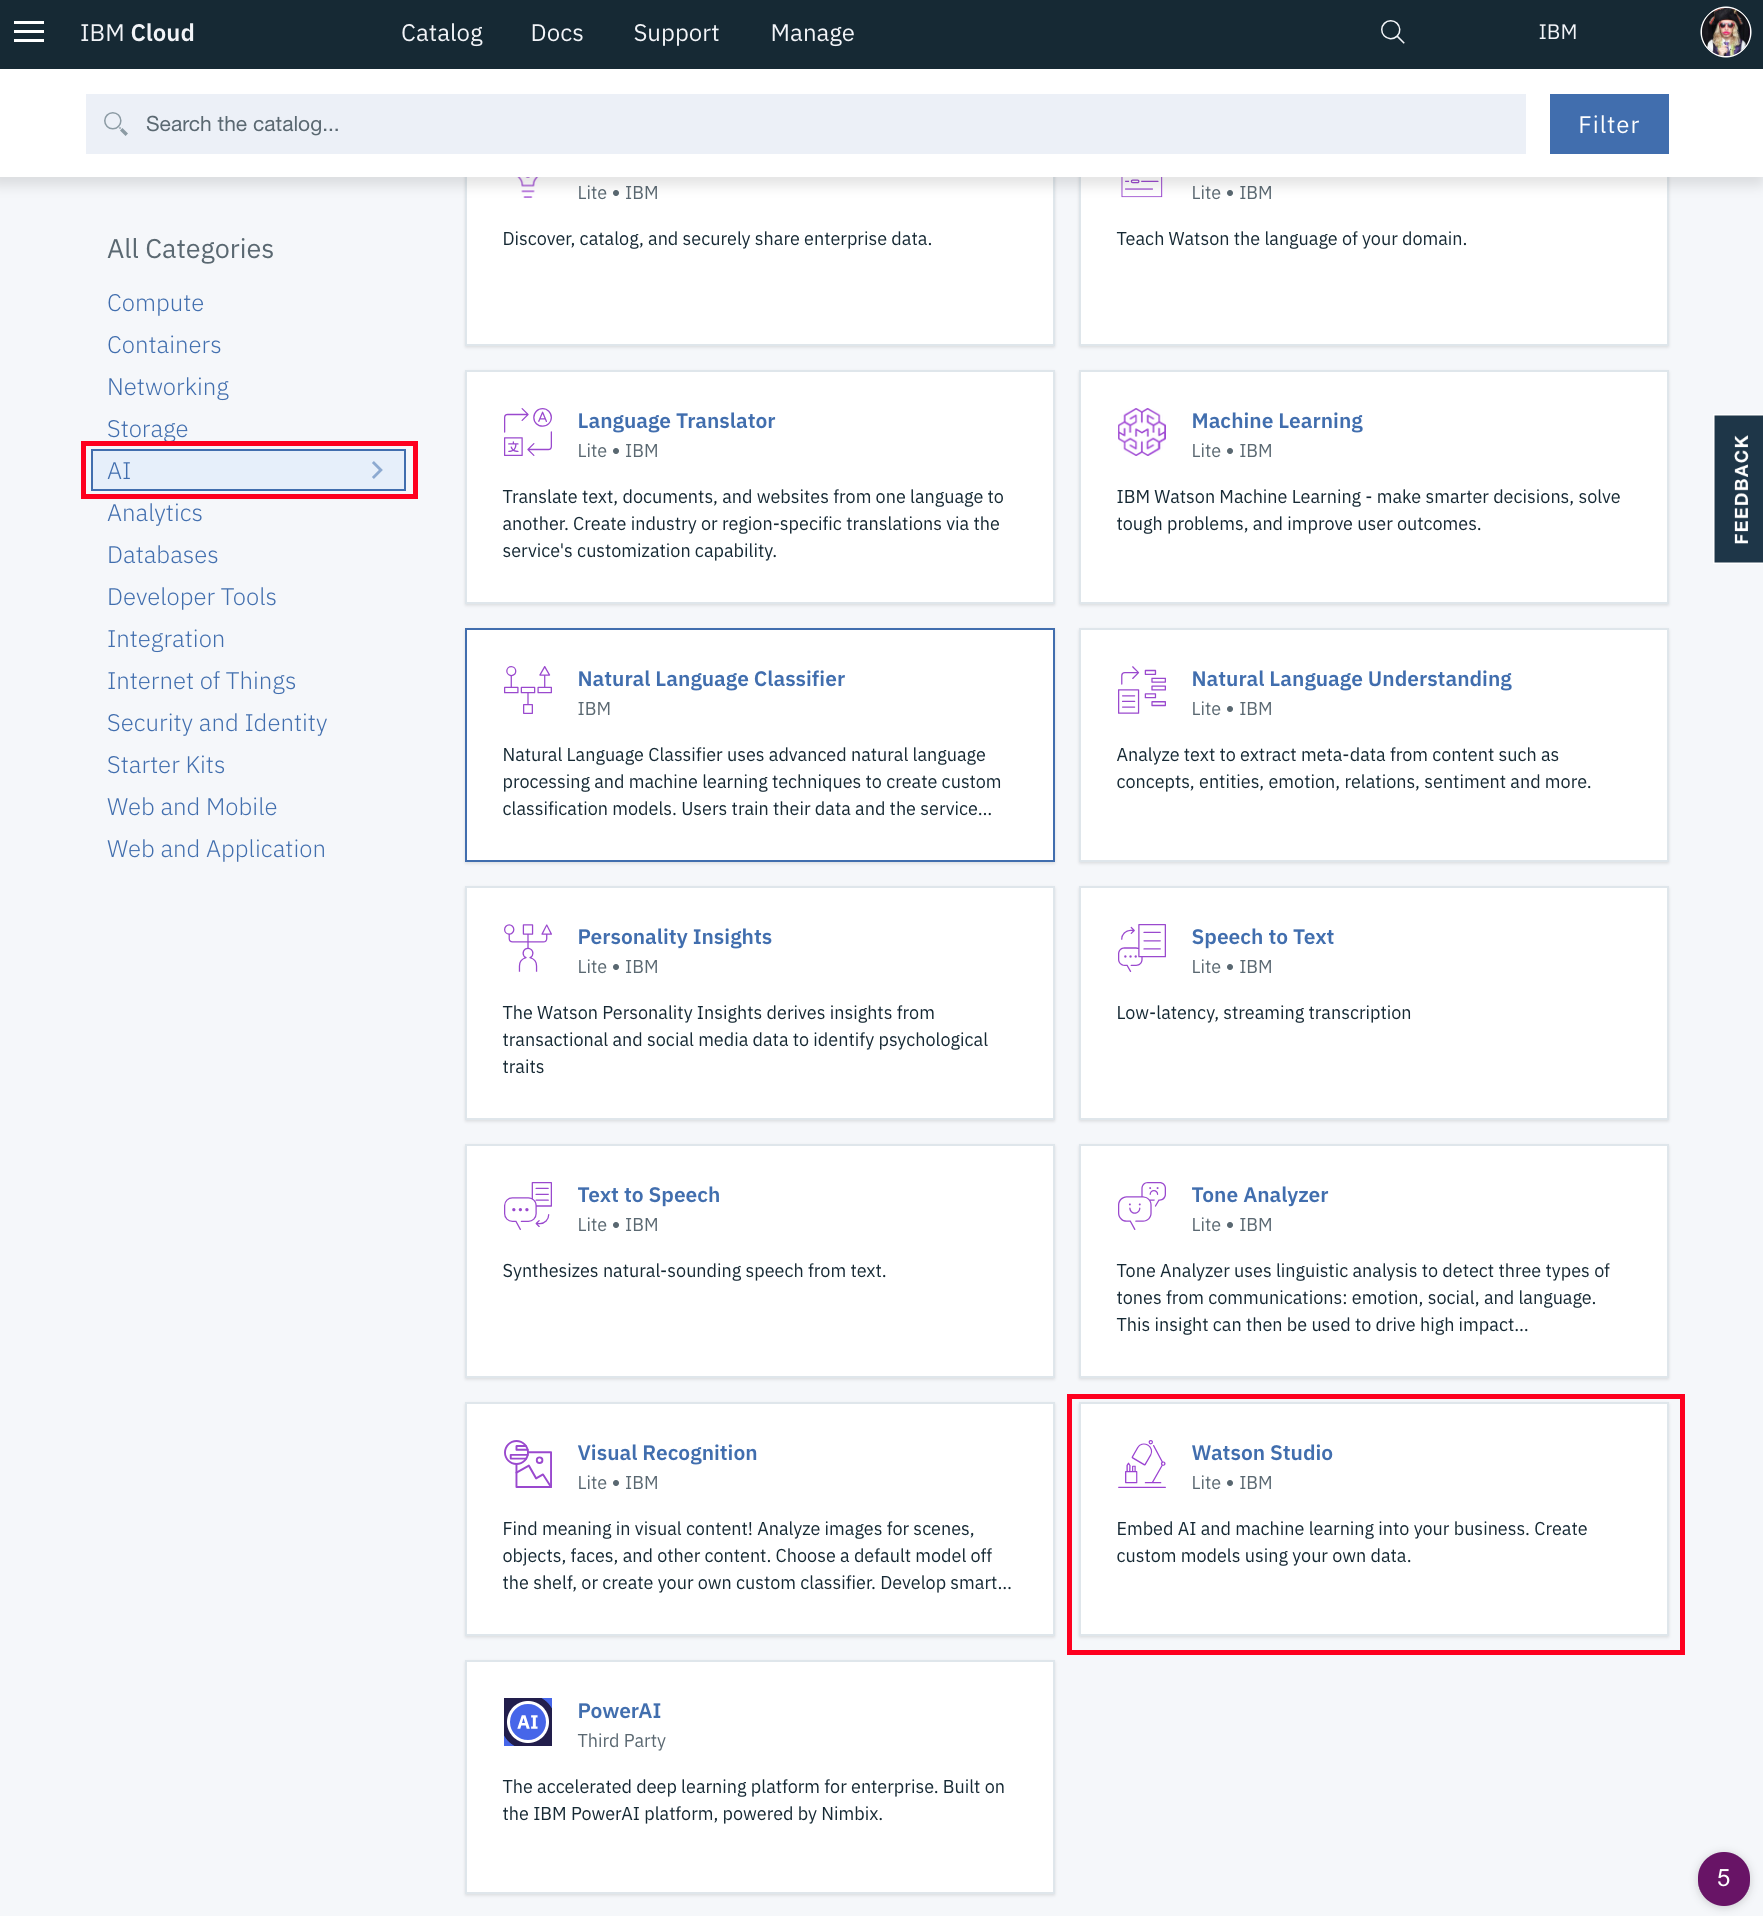 IBM Cloud
Catalog
Docs
Support
Manage
IBM
Search the catalog...
Filter
All Categories
Compute
Containers
Networking
Storage
AI
Analytics
Databases
Developer Tools
Integration
Internet of Things
Security and Identity
Starter Kits
Web and Mobile
Web and Application
Lite • IBM
Discover, catalog, and securely share enterprise data.
Lite • IBM
Teach Watson the language of your domain.
Language Translator
Lite • IBM
Translate text, documents, and websites from one language to
another. Create industry or region-specific translations via the
service's customization capability.
Machine Learning
Lite • IBM
IBM Watson Machine Learning - make smarter decisions, solve
tough problems, and improve user outcomes.
Natural Language Classifier
IBM
Natural Language Classifier uses advanced natural language
processing and machine learning techniques to create custom
classification models. Users train their data and the service...
Natural Language Understanding
Lite • IBM
Analyze text to extract meta-data from content such as
concepts, entities, emotion, relations, sentiment and more.
Personality Insights
Lite • IBM
The Watson Personality Insights derives insights from
transactional and social media data to identify psychological
traits
Speech to Text
Lite • IBM
Low-latency, streaming transcription
Text to Speech
Lite • IBM
Synthesizes natural-sounding speech from text.
Tone Analyzer
Lite • IBM
Tone Analyzer uses linguistic analysis to detect three types of
tones from communications: emotion, social, and language.
This insight can then be used to drive high impact...
Visual Recognition
Lite • IBM
Find meaning in visual content! Analyze images for scenes,
objects, faces, and other content. Choose a default model off
the shelf, or create your own custom classifier. Develop smart...
Watson Studio
Lite • IBM
Embed AI and machine learning into your business. Create
custom models using your own data.
AI
PowerAI
Third Party
The accelerated deep learning platform for enterprise. Built on
the IBM PowerAI platform, powered by Nimbix.
FEEDBACK
5